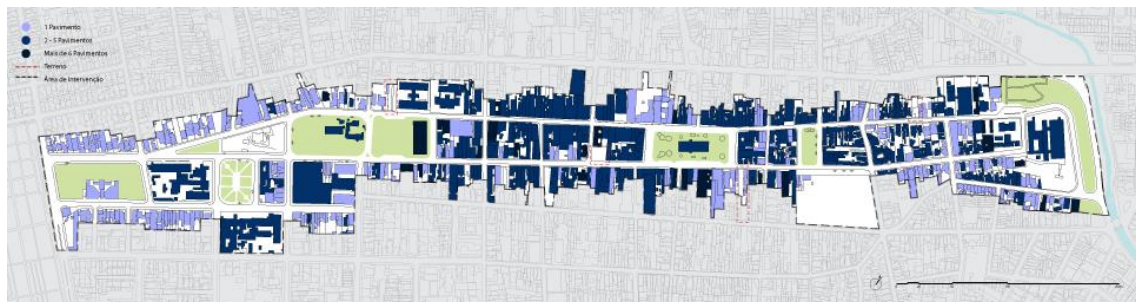 1 Pavimento
2 - 5 Pavimentos
Mais de 6 Pavimentos
Terreno
Área de Intervenção